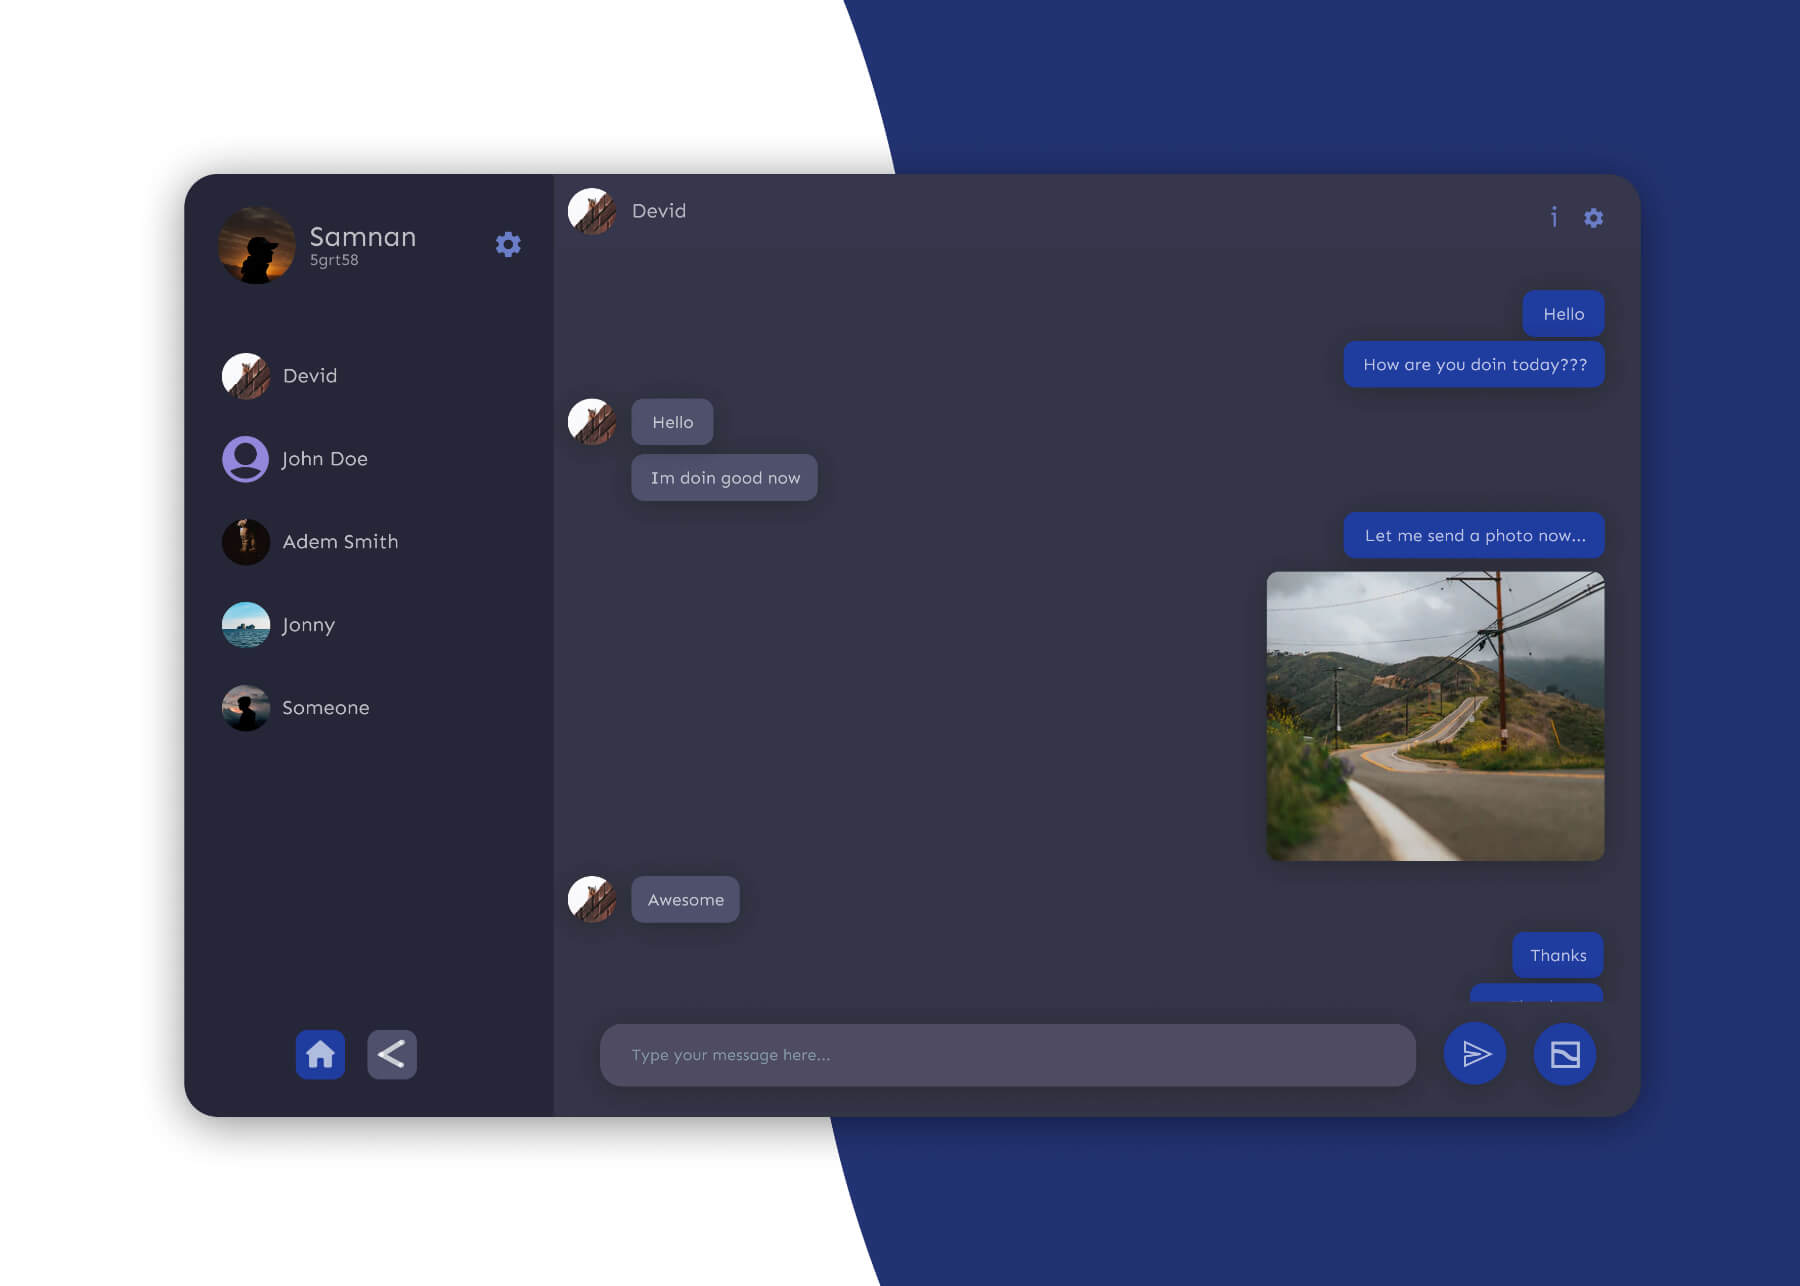 Samnan
5grt58
Devid
John Doe
Adem Smith
Jonny
Someone
Devid
i
Hello
How are you doin today???
Hello
Im doin good now
Let me send a photo now...
Awesome
Thanks
Type your message here...